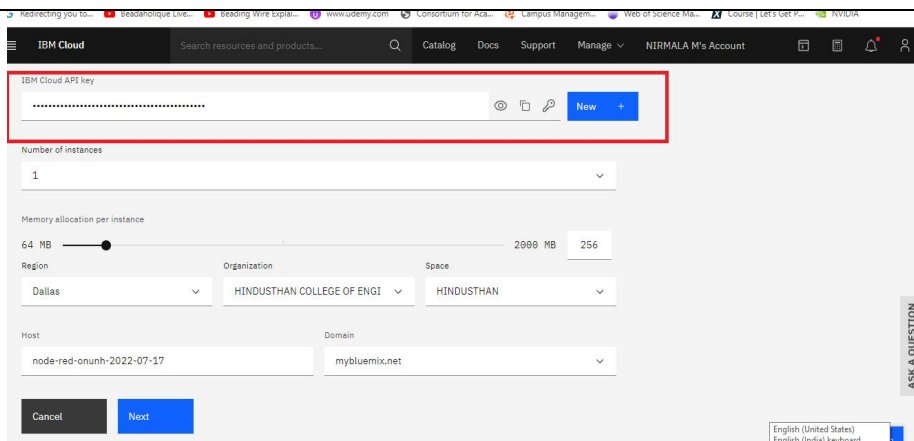 Redirecting you to... Beadaholique Live... Beading Wire Explai... www.udemy.com Consortium for Aca... Campus Managem... Web of Science Ma... Course | Let's Get P... NVIDIA
IBM Cloud Search resources and products... Catalog Docs Support Manage NIRMALA M's Account
IBM Cloud API key
New +
Number of instances
1
Memory allocation per instance
64 MB 2000 MB 256
Region Organization Space
Dallas HINDUSTHAN COLLEGE OF ENGI HINDUSTHAN
Host Domain
node-red-onunh-2022-07-17 mybluemix.net
Cancel Next
ASK A QUESTION
English (United States)
English (India) keyboard